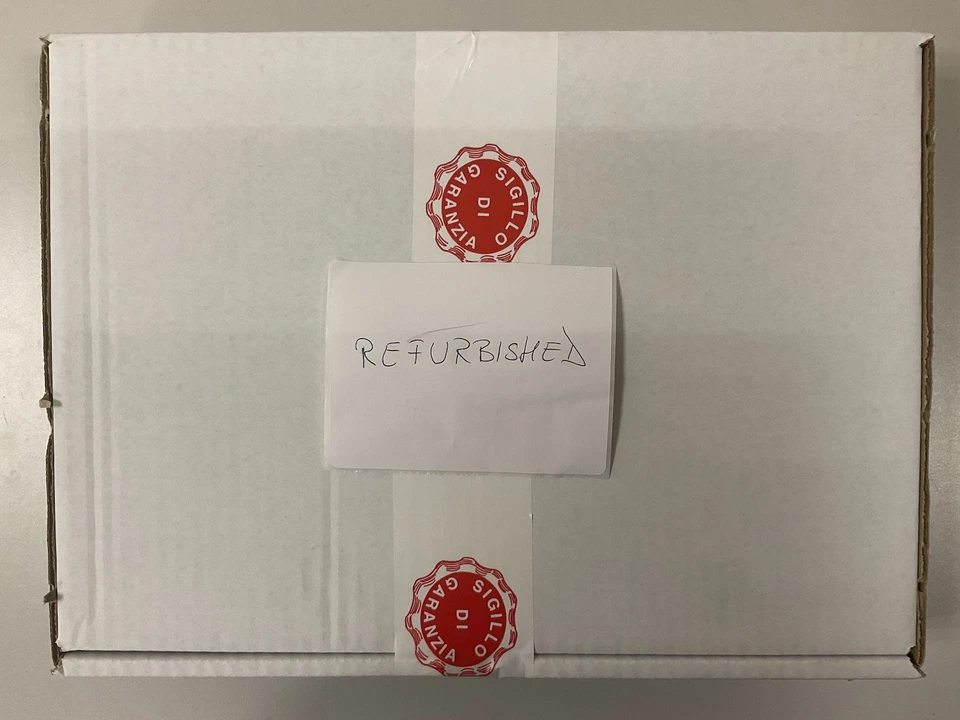 SIGILLO
DI
GARANZIA
REFURBISHED
SIGILLO
DI
GARANZIA